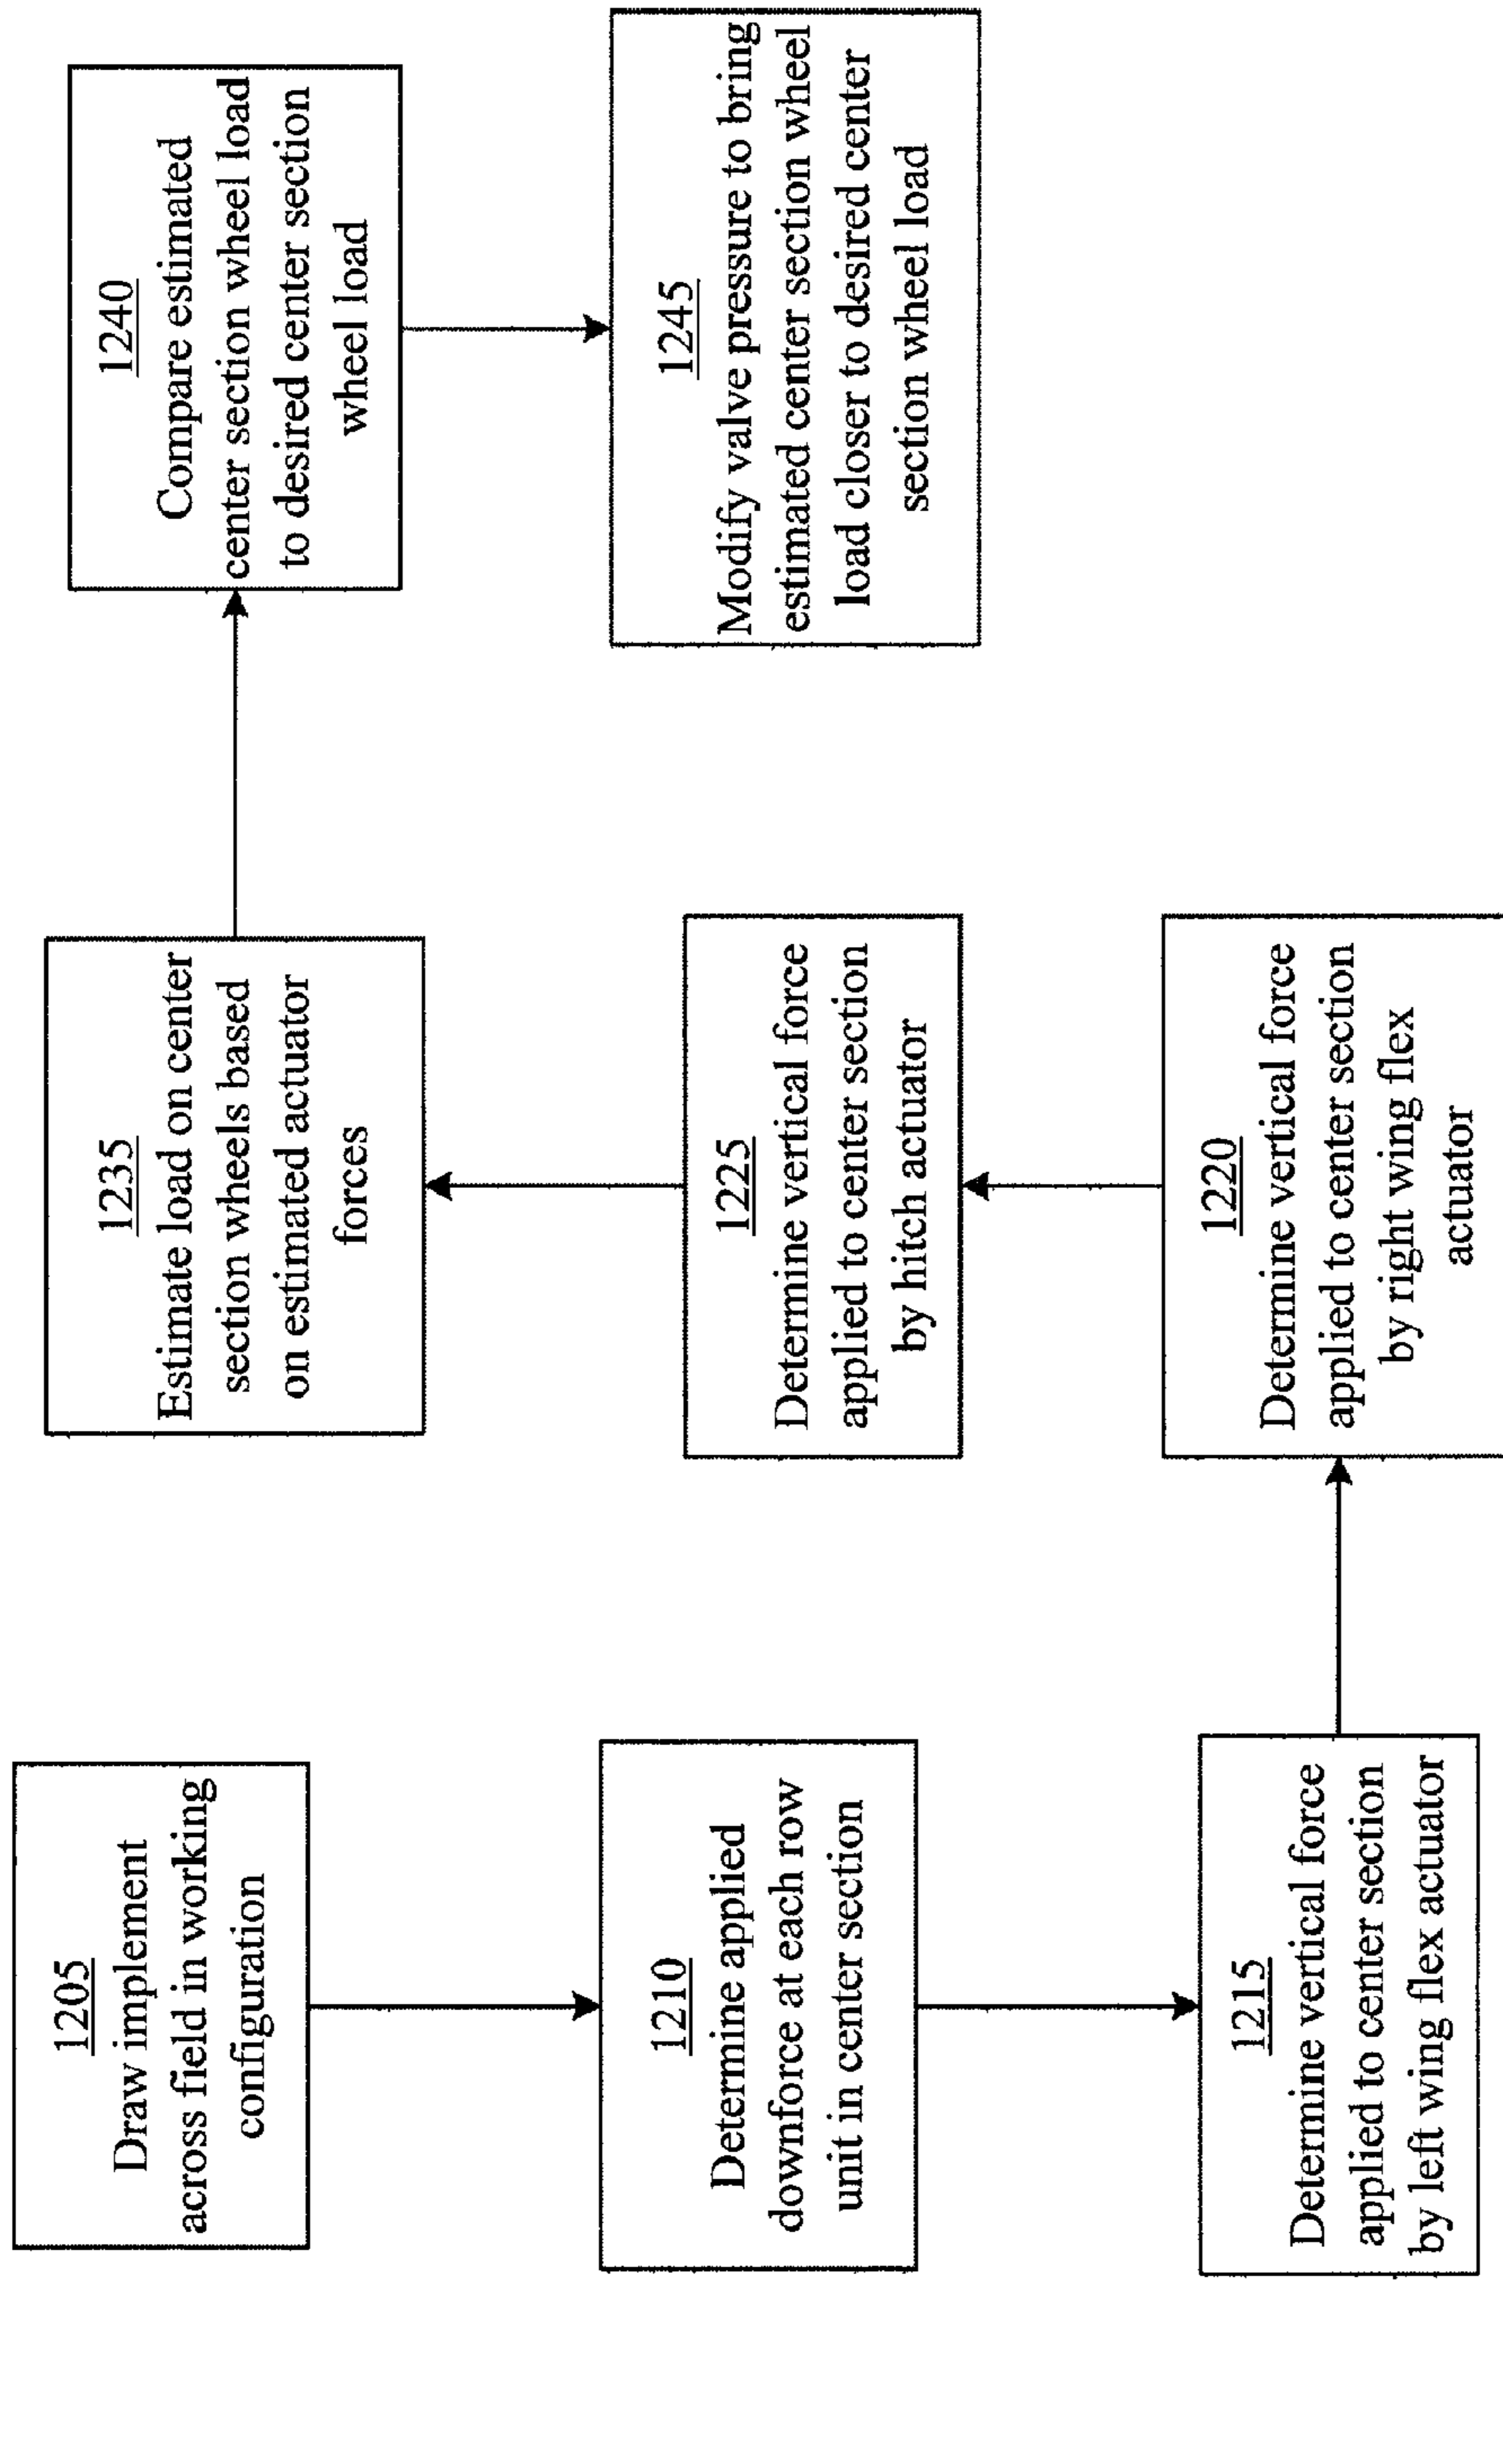 1205
Draw implement
across field in working
configuration
1210
Determine applied
downforce at each row
unit in center section
1215
Determine vertical force
applied to center section
by left wing flex actuator
1220
Determine vertical force
applied to center section
by right wing flex
actuator
1225
Determine vertical force
applied to center section
by hitch actuator
1235
Estimate load on center
section wheels based
on estimated actuator
forces
1240
Compare estimated
center section wheel load
to desired center section
wheel load
1245
Modify valve pressure to bring
estimated center section wheel
load closer to desired center
section wheel load